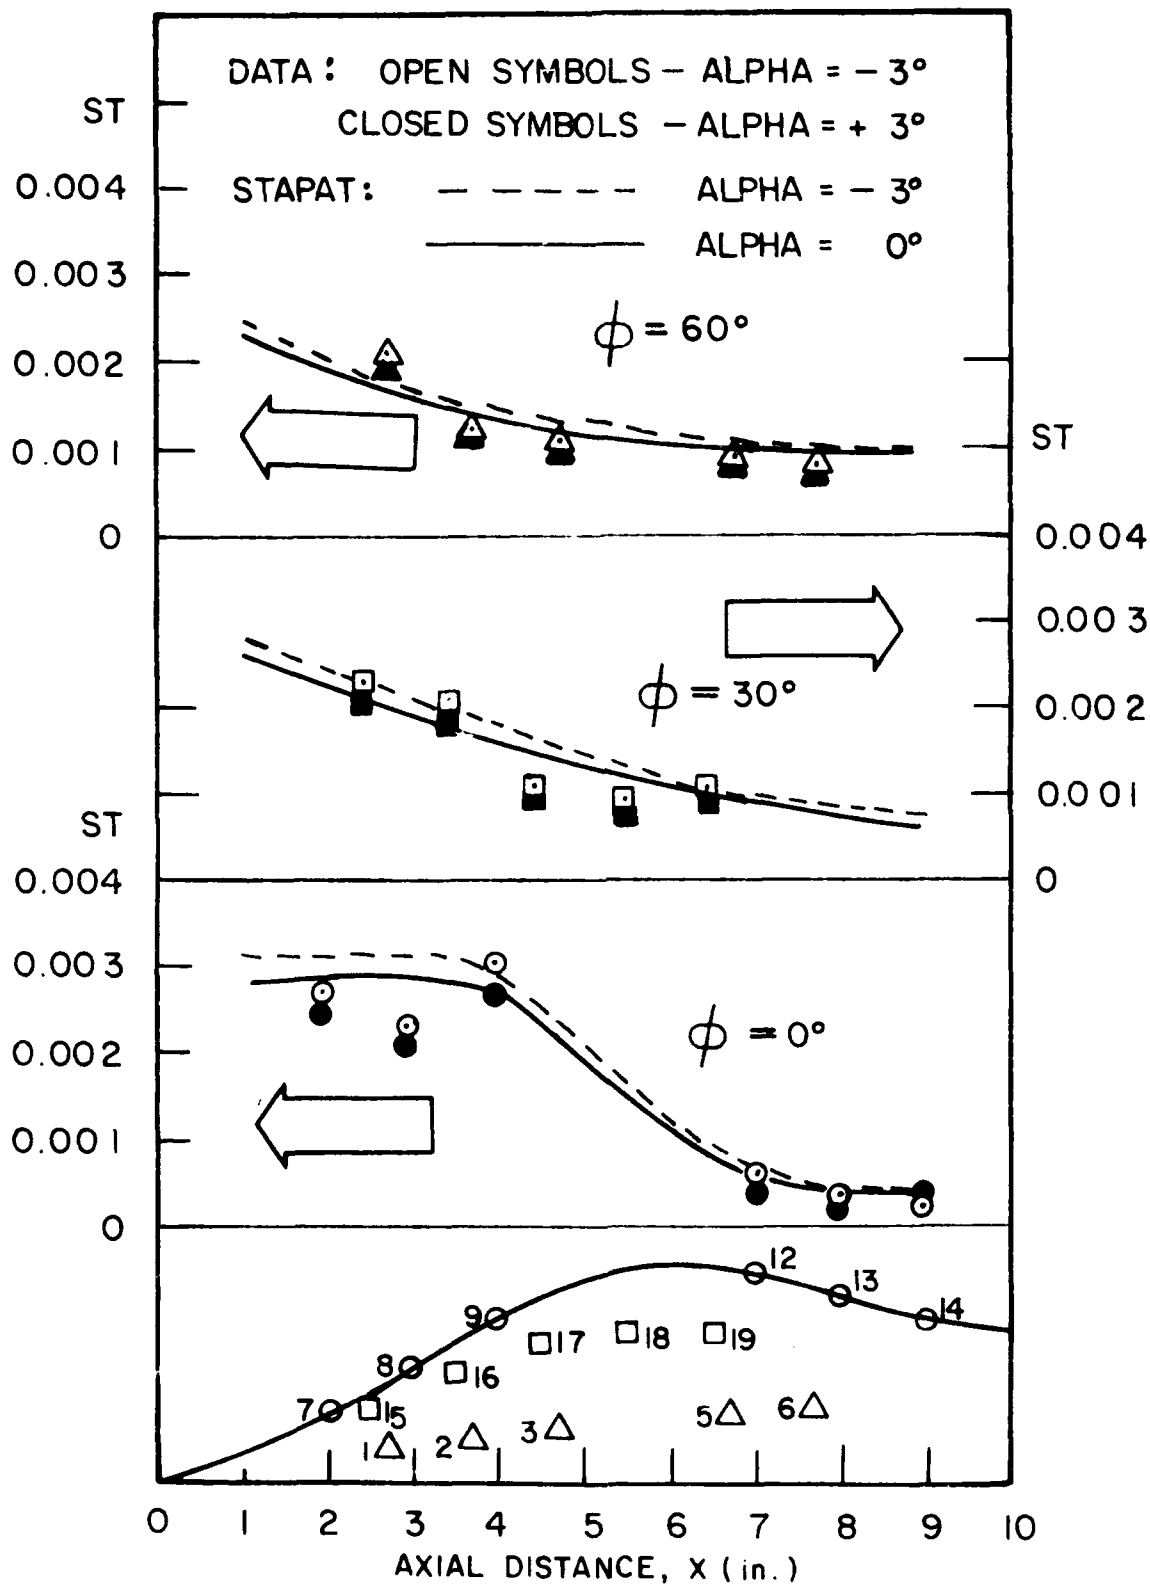 DATA: OPEN SYMBOLS - ALPHA = - 3°
ST
CLOSED SYMBOLS - ALPHA = + 3°
0.004
STAPAT: - - - - - ALPHA = - 3°
ALPHA = 0°
0.003
ϕ = 60°
0.002
ST
0.001
0
0.004
0.003
ϕ = 30°
0.002
0.001
ST
0.004
0
0.003
ϕ = 0°
0.002
0.001
0
12
13
14
9
17
18
19
8
16
7
15
5
6
3
2
1
0 1 2 3 4 5 6 7 8 9 10
AXIAL DISTANCE, X (in.)